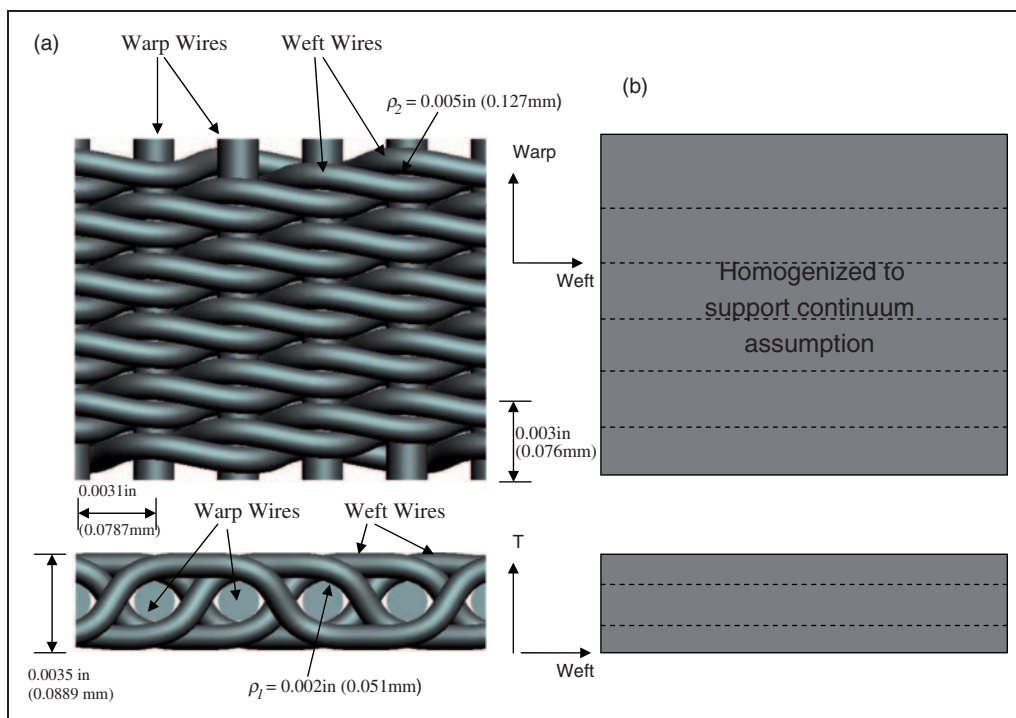 (a)
Warp Wires
Weft Wires
ρ2 = 0.005in (0.127mm)
(b)
Warp
Weft
Homogenized to
support continuum
assumption
0.003in
(0.076mm)
0.0031in
(0.0787mm)
Warp Wires
Weft Wires
T
Weft
0.0035 in
(0.0889 mm)
ρ1 = 0.002in (0.051mm)